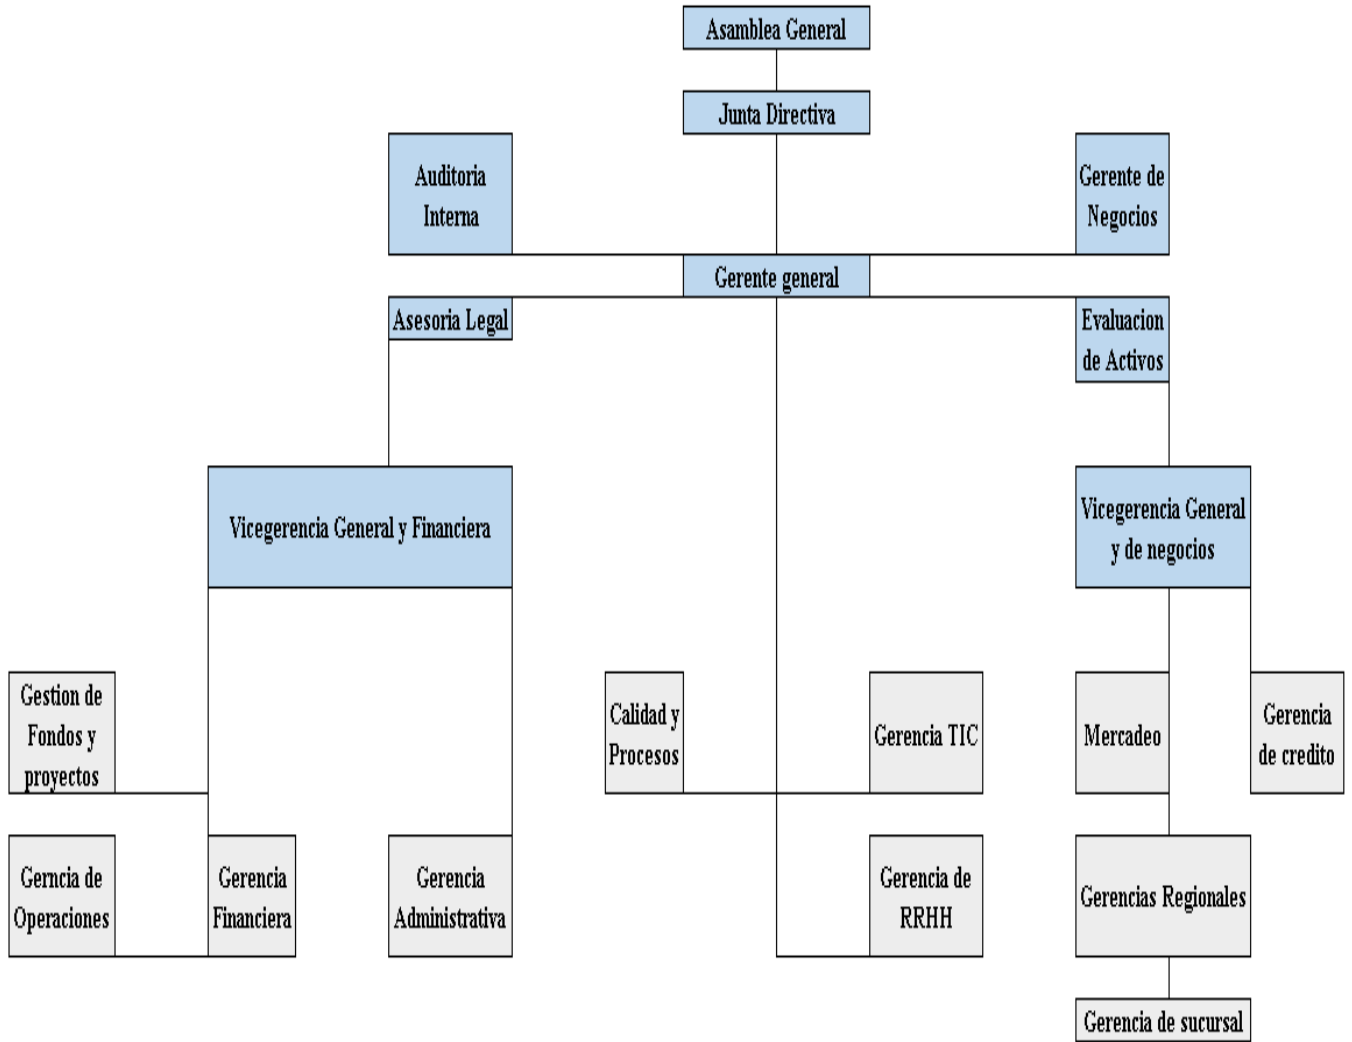 Asamblea General
Junta Directiva
Auditoria
Interna
Gerente de
Negocios
Gerente general
Asesoria Legal
Evaluacion
de Activos
Vicegerencia General y Financiera
Vicegerencia General
y de negocios
Gestion de
Fondos y
proyectos
Calidad y
Procesos
Gerencia TIC
Mercadeo
Gerencia
de credito
Gerncia de
Operaciones
Gerencia
Financiera
Gerencia
Administrativa
Gerencia de
RRHH
Gerencias Regionales
Gerencia de sucursal